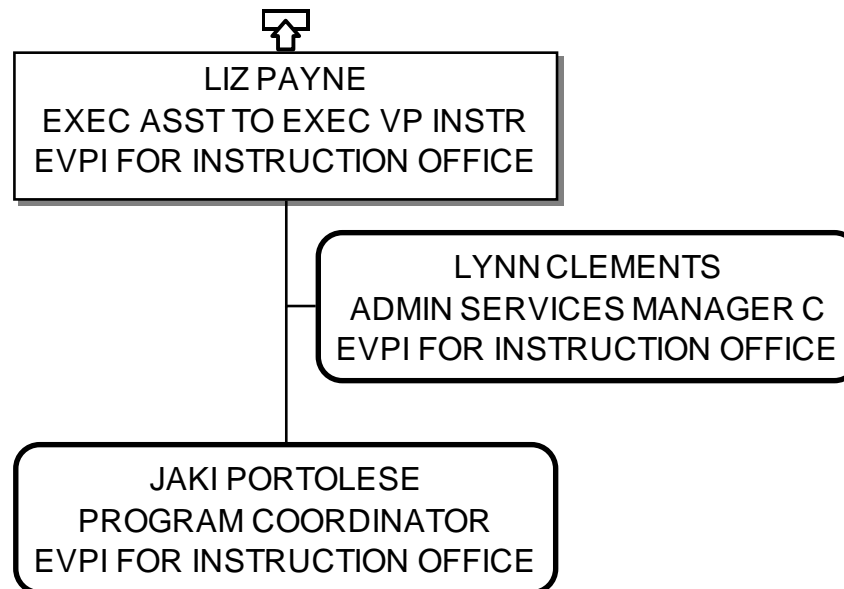 LIZ PAYNE
EXEC ASST TO EXEC VP INSTR
EVPI FOR INSTRUCTION OFFICE
LYNN CLEMENTS
ADMIN SERVICES MANAGER C
EVPI FOR INSTRUCTION OFFICE
JAKI PORTOLESE
PROGRAM COORDINATOR
EVPI FOR INSTRUCTION OFFICE